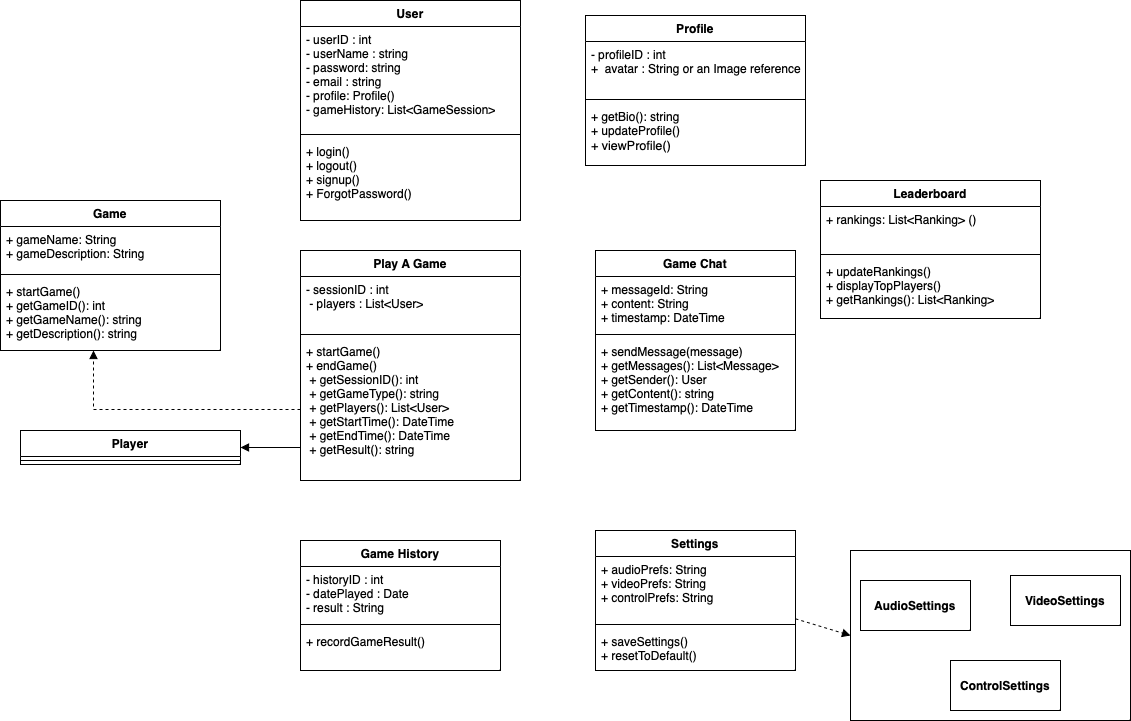 User
- userID : int
- userName : string
- password: string
- email : string
- profile: Profile()
- gameHistory: List<GameSession>
+ login()
+ logout()
+ signup()
+ ForgotPassword()
Profile
- profileID : int
+ avatar : String or an Image reference
+ getBio(): string
+ updateProfile()
+ viewProfile()
Leaderboard
+ rankings: List<Ranking> ()
+ updateRankings()
+ displayTopPlayers()
+ getRankings(): List<Ranking>
Game
+ gameName: String
+ gameDescription: String
+ startGame()
+ getGameID(): int
+ getGameName(): string
+ getDescription(): string
Play A Game
- sessionID : int
- players : List<User>
+ startGame()
+ endGame()
+ getSessionID(): int
+ getGameType(): string
+ getPlayers(): List<User>
+ getStartTime(): DateTime
+ getEndTime(): DateTime
+ getResult(): string
Game Chat
+ messageId: String
+ content: String
+ timestamp: DateTime
+ sendMessage(message)
+ getMessages(): List<Message>
+ getSender(): User
+ getContent(): string
+ getTimestamp(): DateTime
Player
Game History
- historyID : int
- datePlayed : Date
- result : String
+ recordGameResult()
Settings
+ audioPrefs: String
+ videoPrefs: String
+ controlPrefs: String
+ saveSettings()
+ resetToDefault()
AudioSettings
VideoSettings
ControlSettings